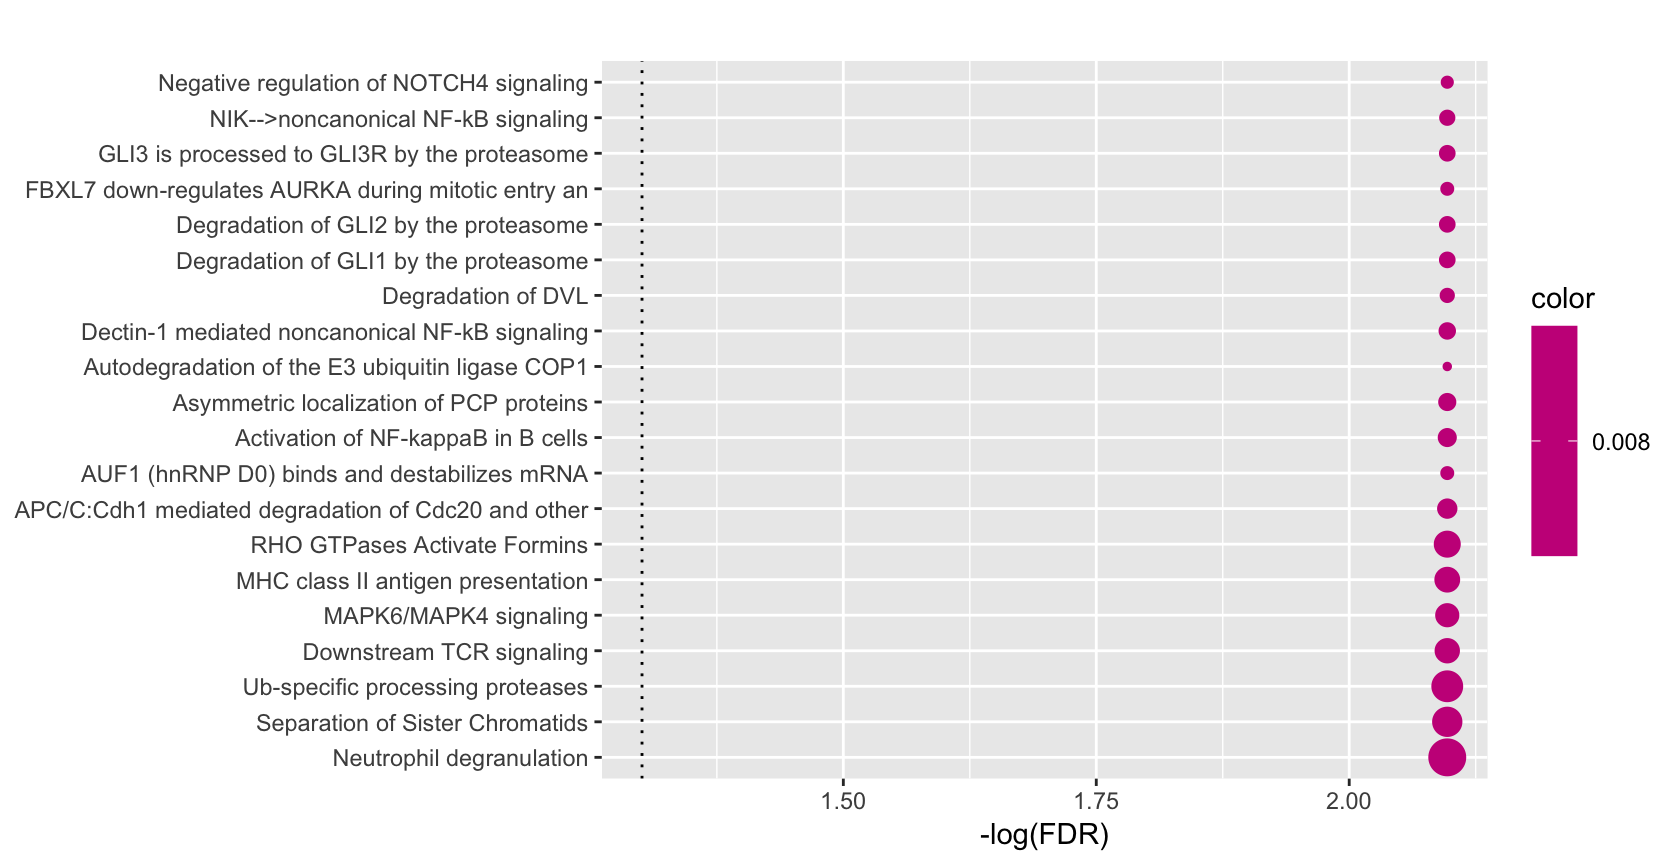 Negative regulation of NOTCH4 signaling
NIK-->noncanonical NF-kB signaling
GLI3 is processed to GLI3R by the proteasome
FBXL7 down-regulates AURKA during mitotic entry an
Degradation of GLI2 by the proteasome
Degradation of GLI1 by the proteasome
Degradation of DVL
Dectin-1 mediated noncanonical NF-kB signaling
Autodegradation of the E3 ubiquitin ligase COP1
Asymmetric localization of PCP proteins
Activation of NF-kappaB in B cells
AUF1 (hnRNP D0) binds and destabilizes mRNA
APC/C:Cdh1 mediated degradation of Cdc20 and other
RHO GTPases Activate Formins
MHC class II antigen presentation
MAPK6/MAPK4 signaling
Downstream TCR signaling
Ub-specific processing proteases
Separation of Sister Chromatids
Neutrophil degranulation
1.50 1.75 2.00
-log(FDR)
color
0.008